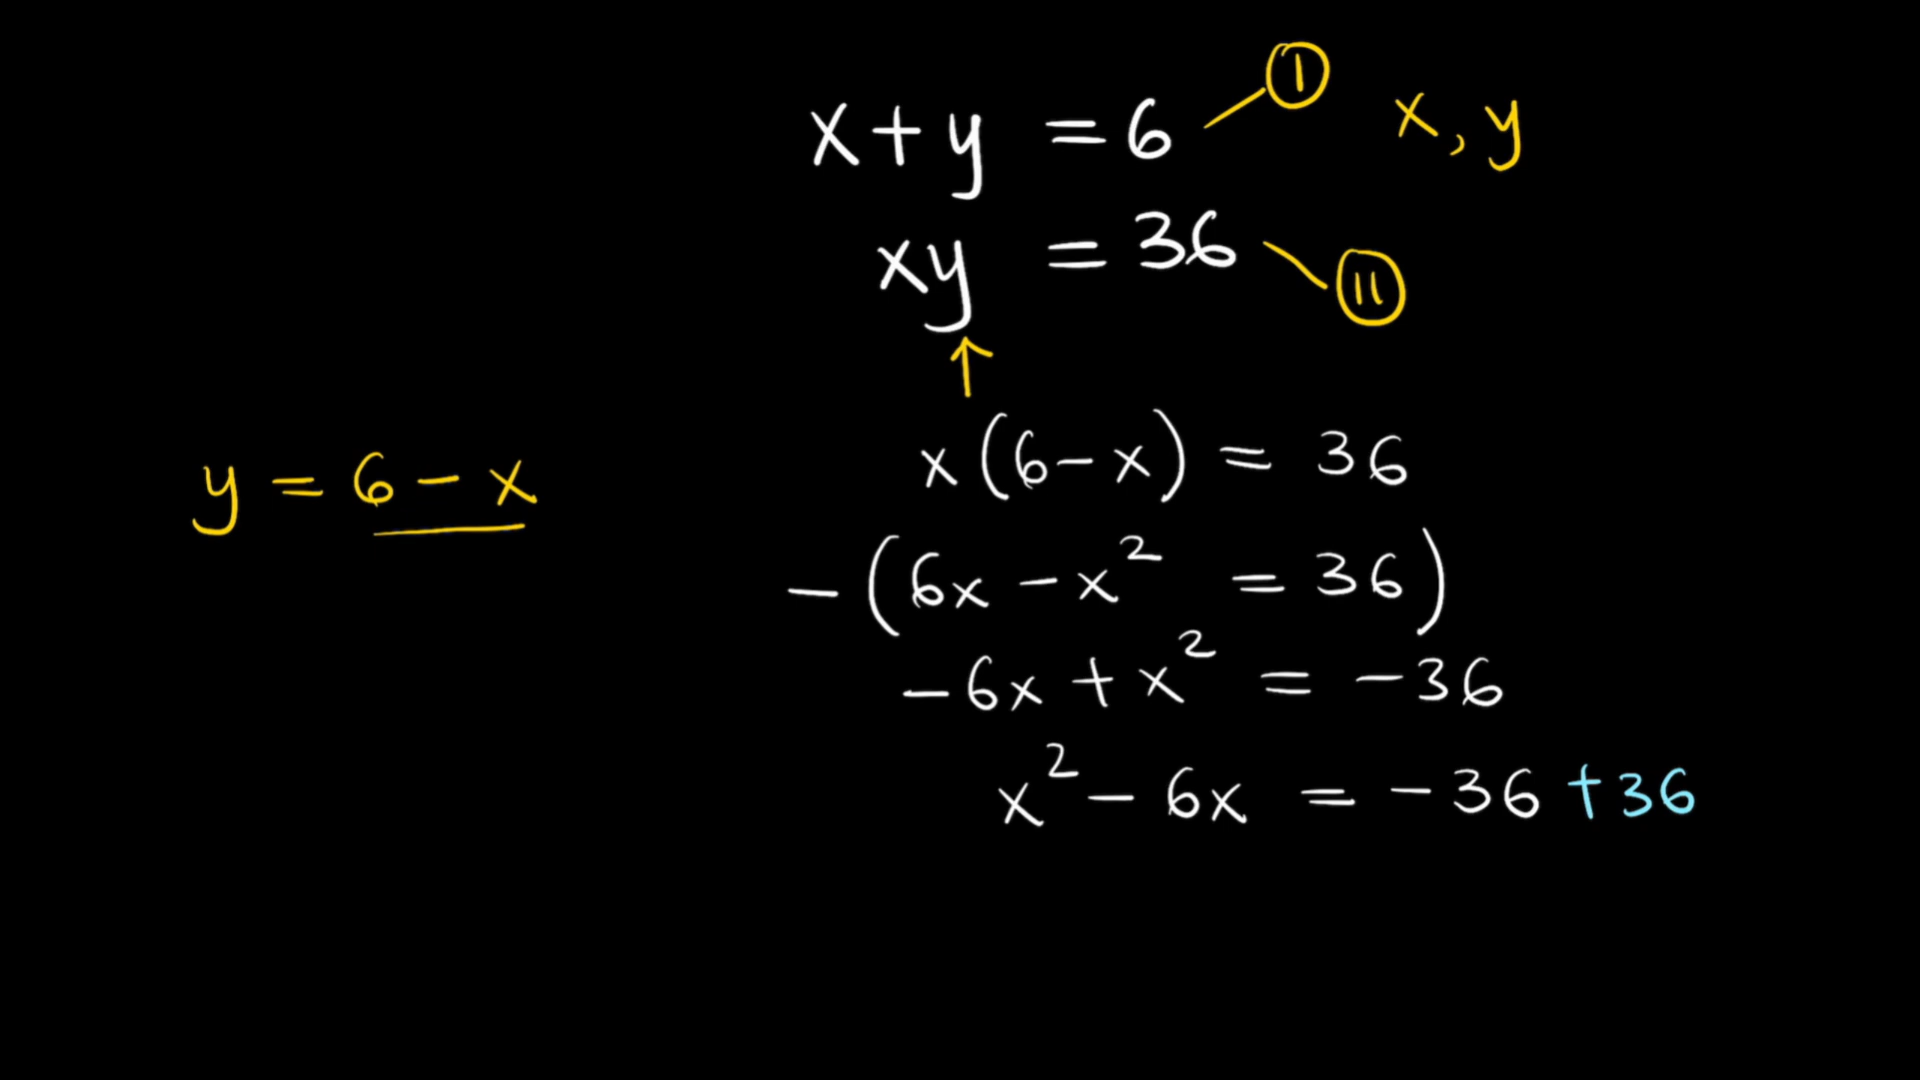 x + y = 6 ① x, y
xy = 36 ⑪
↑
x(6 - x) = 36
y = 6 - x
-(6x - x² = 36)
-6x + x² = -36
x² - 6x = -36 + 36